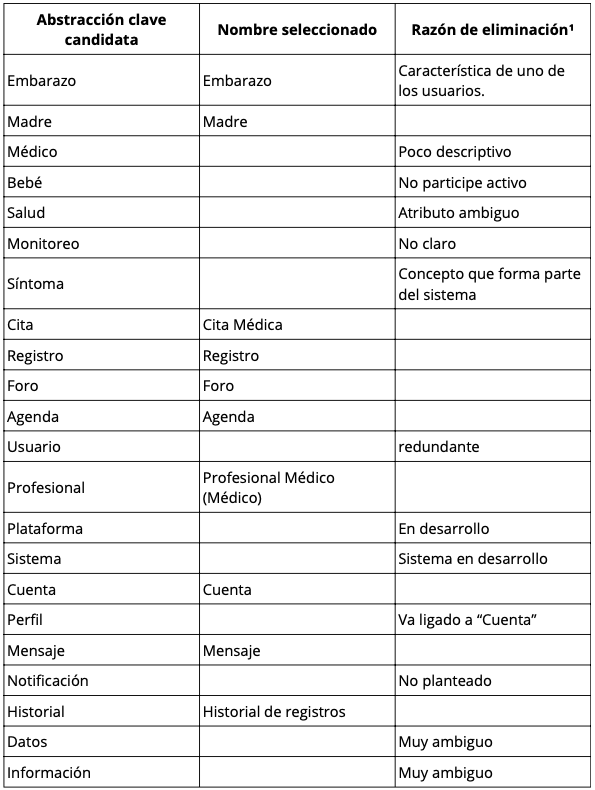 Abstracción clave candidata | Nombre seleccionado | Razón de eliminación¹
Embarazo | Embarazo | Característica de uno de los usuarios.
Madre | Madre |
Médico | | Poco descriptivo
Bebé | | No participe activo
Salud | | Atributo ambiguo
Monitoreo | | No claro
Síntoma | | Concepto que forma parte del sistema
Cita | Cita Médica |
Registro | Registro |
Foro | Foro |
Agenda | Agenda |
Usuario | | redundante
Profesional | Profesional Médico (Médico) |
Plataforma | | En desarrollo
Sistema | | Sistema en desarrollo
Cuenta | Cuenta |
Perfil | | Va ligado a “Cuenta”
Mensaje | Mensaje |
Notificación | | No planteado
Historial | Historial de registros |
Datos | | Muy ambiguo
Información | | Muy ambiguo